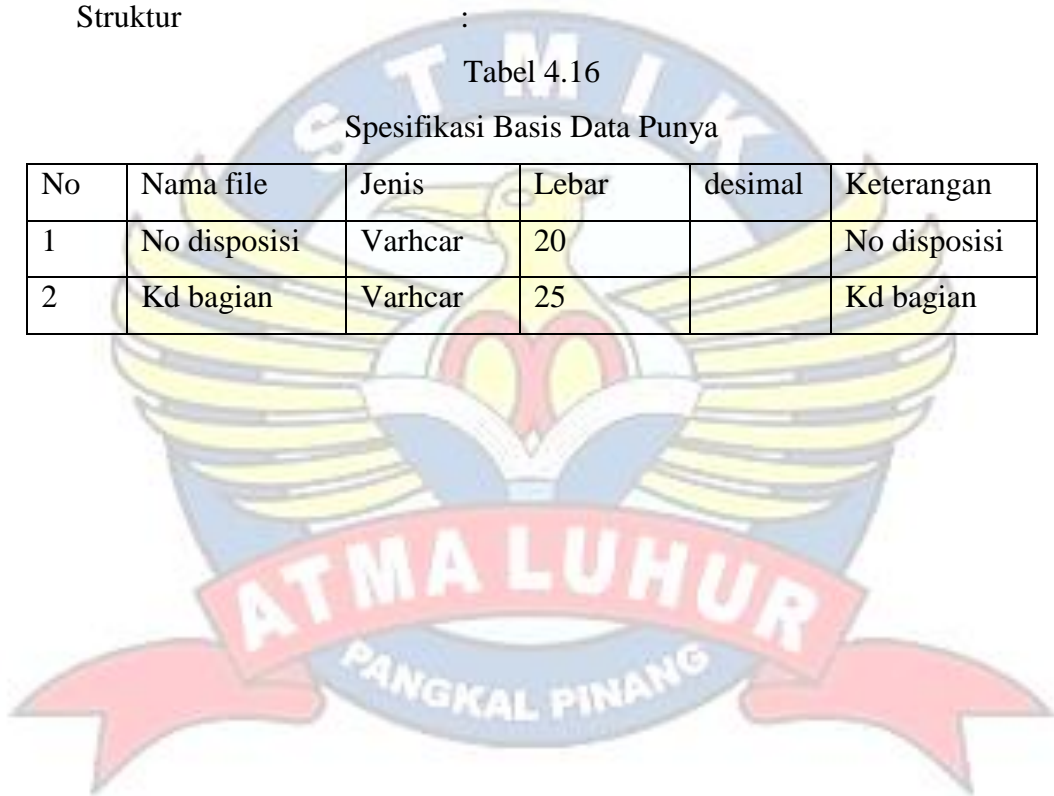 Struktur :
Tabel 4.16
Spesifikasi Basis Data Punya
No Nama file Jenis Lebar desimal Keterangan
1 No disposisi Varhcar 20 No disposisi
2 Kd bagian Varhcar 25 Kd bagian
STMIK
ATMA LUHUR
PANGKAL PINANG